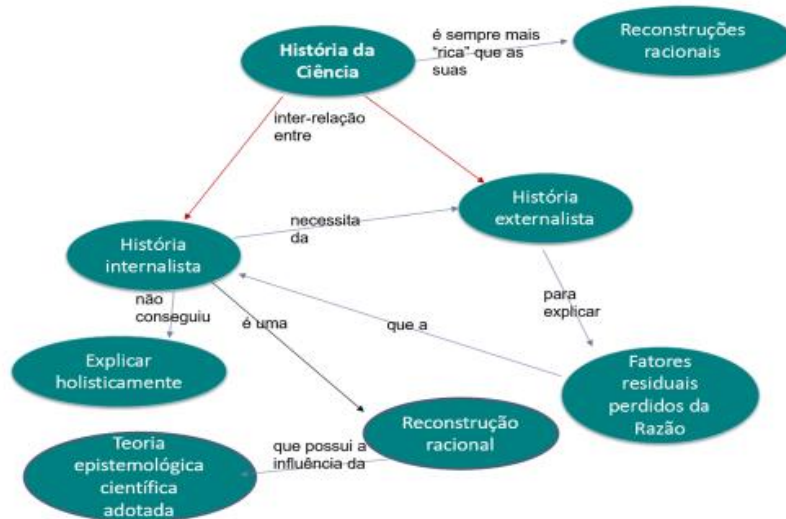 História da
Ciência
é sempre mais
“rica” que as
suas
Reconstruções
racionais
inter-relação
entre
História
externalista
necessita
da
História
internalista
não
conseguiu
é uma
que a
para
explicar
Explicar
holisticamente
Fatores
residuais
perdidos da
Razão
Reconstrução
racional
que possui a
influência da
Teoria
epistemológica
científica
adotada